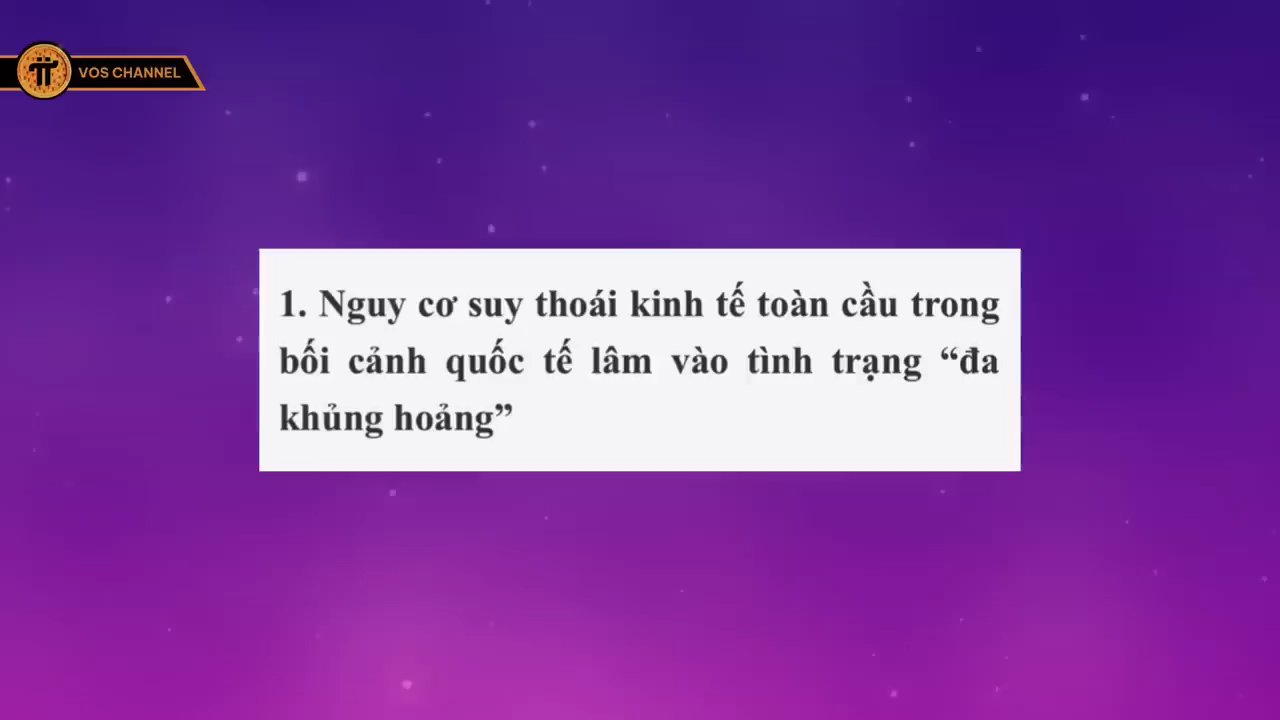 VOS CHANNEL
1. Nguy cơ suy thoái kinh tế toàn cầu trong
bối cảnh quốc tế lâm vào tình trạng “đa
khủng hoảng”